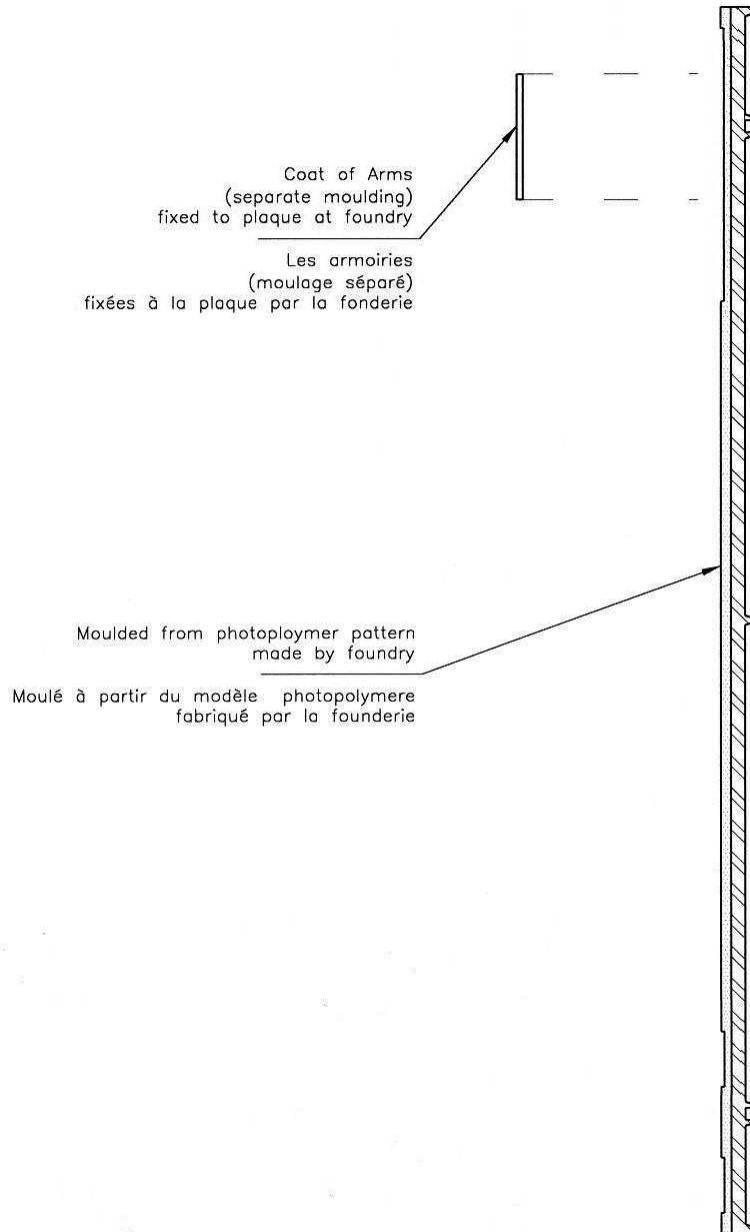 Coat of Arms
(separate moulding)
fixed to plaque at foundry
Les armoiries
(moulage séparé)
fixées à la plaque par la fonderie
Moulded from photoploymer pattern
made by foundry
Moulé à partir du modèle photopolymere
fabriqué par la founderie